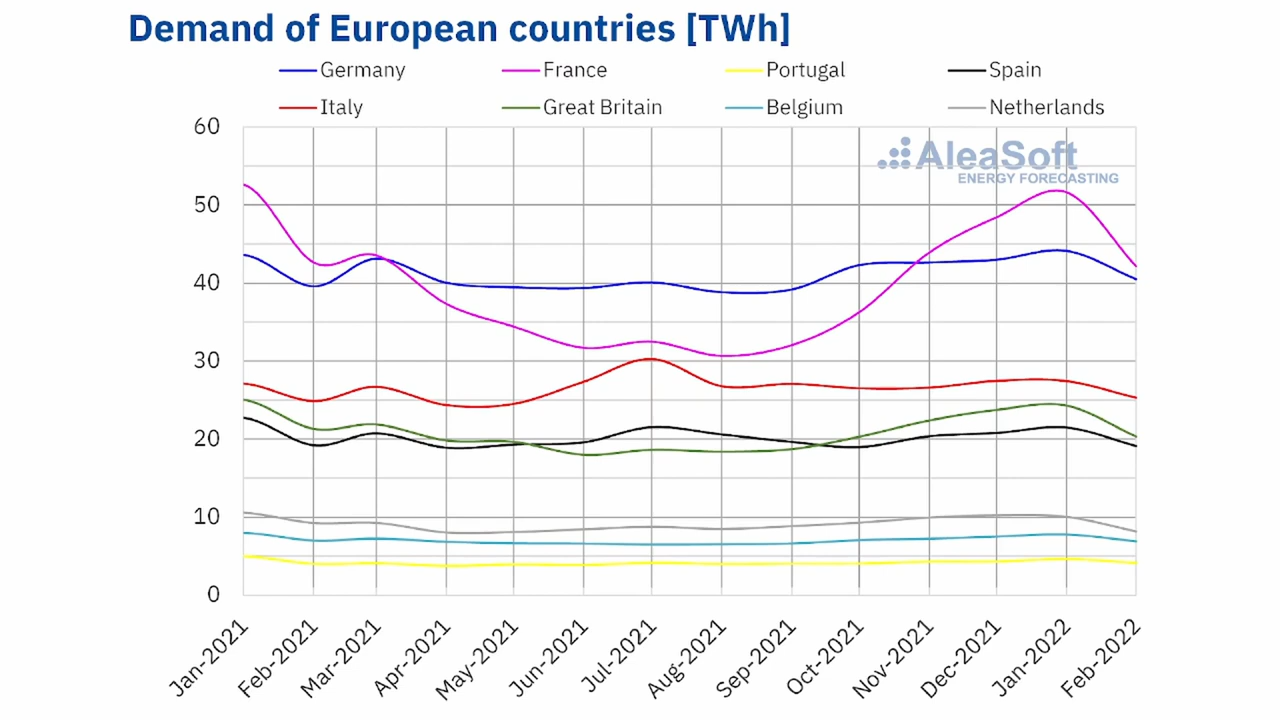 Demand of European countries [TWh]
Germany France Portugal Spain
Italy Great Britain Belgium Netherlands
AleaSoft
ENERGY FORECASTING
60
50
40
30
20
10
0
Jan-2021 Feb-2021 Mar-2021 Apr-2021 May-2021 Jun-2021 Jul-2021 Aug-2021 Sep-2021 Oct-2021 Nov-2021 Dec-2021 Jan-2022 Feb-2022